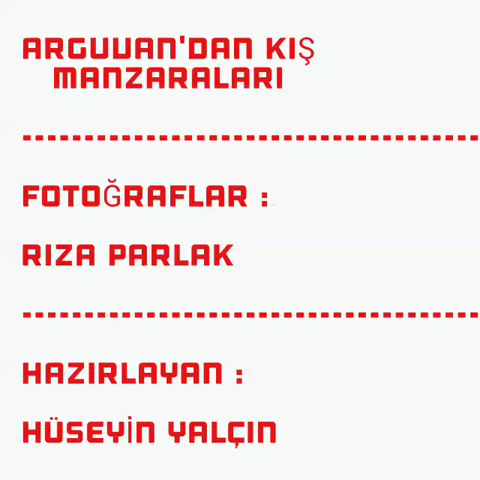 ARGUVAN'DAN KIŞ
MANZARALARI
-------------------------------------
FOTOĞRAFLAR :
RIZA PARLAK
-------------------------------------
HAZIRLAYAN :
HÜSEYİN YALÇIN